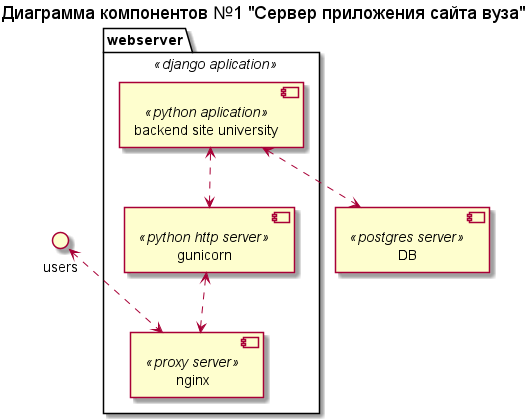 Диаграмма компонентов №1 "Сервер приложения сайта вуза"
webserver
«django aplication»
«python aplication»
backend site university
«python http server»
gunicorn
«postgres server»
DB
users
«proxy server»
nginx